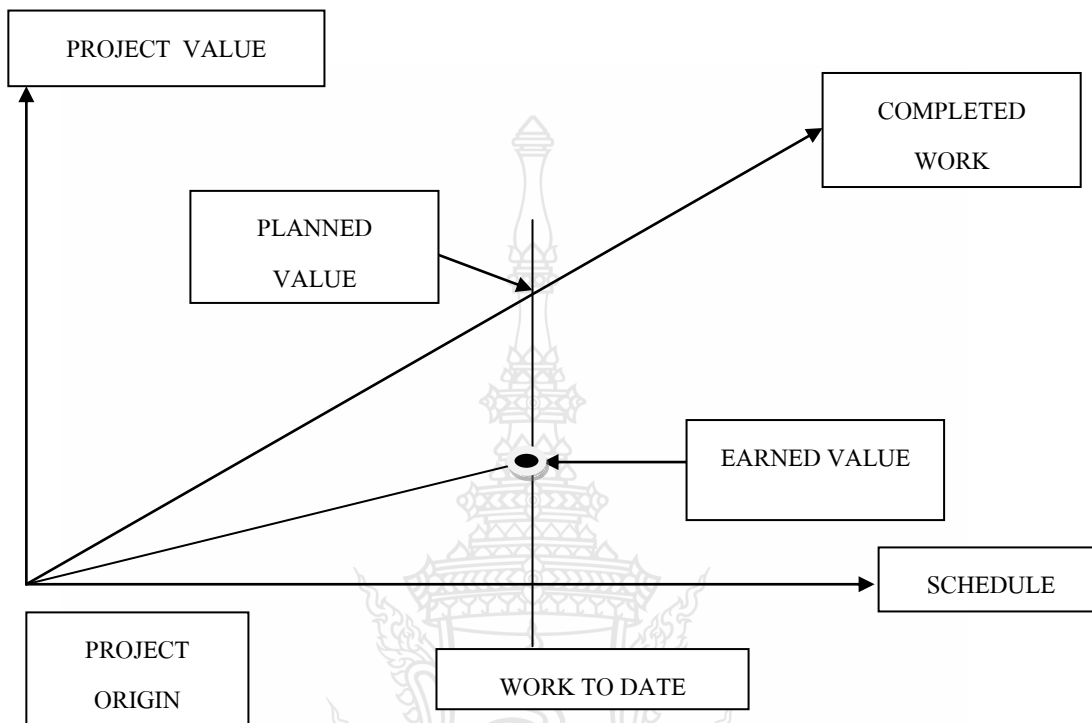 PROJECT VALUE
COMPLETED
WORK
PLANNED
VALUE
EARNED VALUE
SCHEDULE
PROJECT
ORIGIN
WORK TO DATE